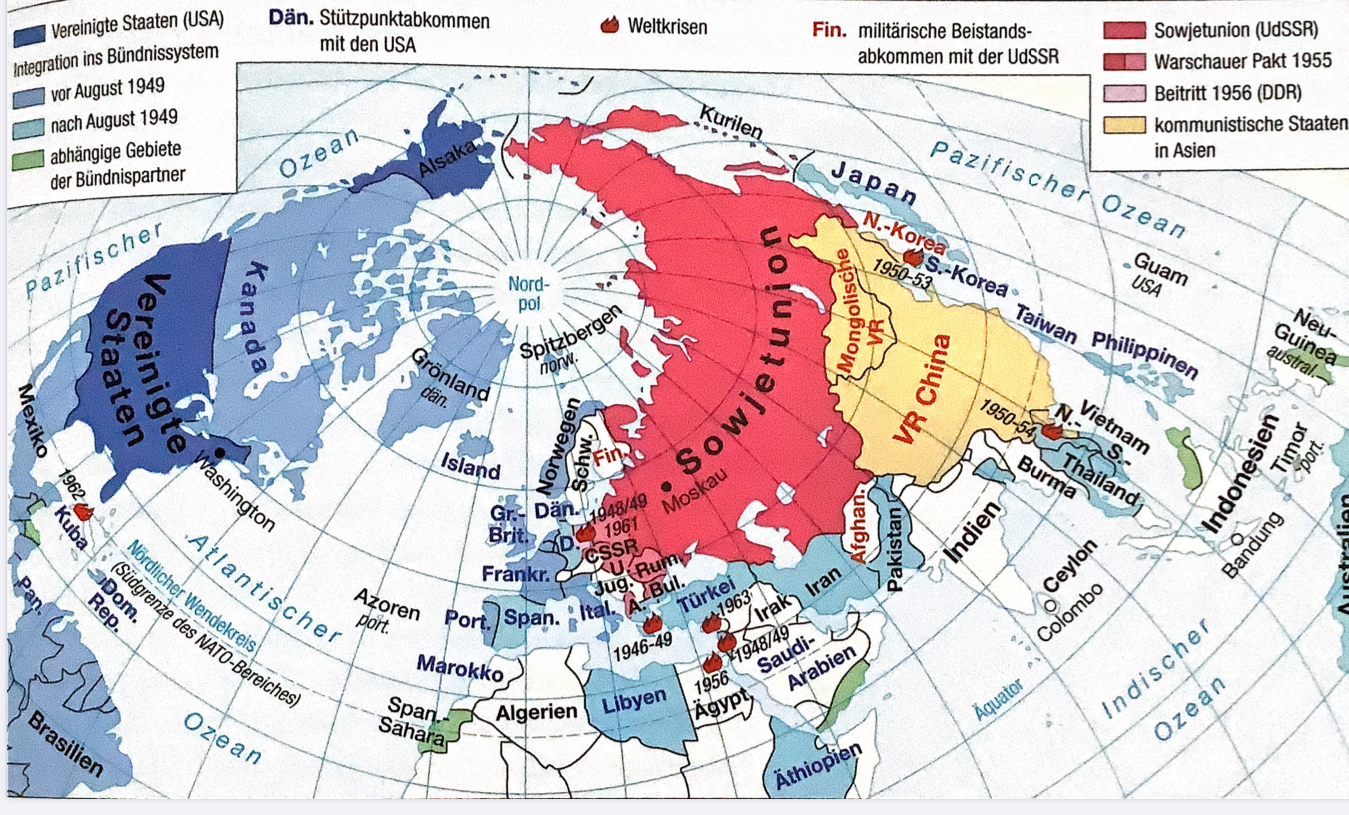 Vereinigte Staaten (USA)
Integration ins Bündnissystem
vor August 1949
nach August 1949
abhängige Gebiete
der Bündnispartner
Dän. Stützpunktabkommen
mit den USA
Weltkrisen
Fin. militärische Beistands-
abkommen mit der UdSSR
Sowjetunion (UdSSR)
Warschauer Pakt 1955
Beitritt 1956 (DDR)
kommunistische Staaten
in Asien
Pazifischer
Ozean
Alsaka
Kurilen
Pazifischer Ozean
Japan
N.-Korea
1950-53
S.-Korea
Guam
USA
Taiwan
Philippinen
Neu-
Guinea
austral.
Vereinigte
Staaten
Kanada
Nord-
pol
Spitzbergen
norw.
Grönland
dän.
Island
Sowjetunion
Moskau
Mongolische
VR
VR China
1950-54
N.-
Vietnam
S.-
Thailand
Burma
Indonesien
Timor
port.
Bandung
Australien
Mexiko
1962
Kuba
Washington
Norwegen
Schw.
Fin.
Gr.-
Brit.
Dän.
1948/49
1961
D.
CSSR
U.
Rum.
Jug.
Bul.
A.
Frankr.
Ital.
Türkei
1963
Irak
Iran
Afghan.
Pakistan
Indien
Ceylon
Colombo
Pan.
Dom.
Rep.
Nördlicher Wendekreis
(Südgrenze des NATO-Bereiches)
Atlantischer
Ozean
Azoren
port.
Port.
Span.
1946-49
1948/49
1956
Saudi-
Arabien
Marokko
Span.-
Sahara
Algerien
Libyen
Ägypt.
Äthiopien
Brasilien
Äquator
Indischer
Ozean